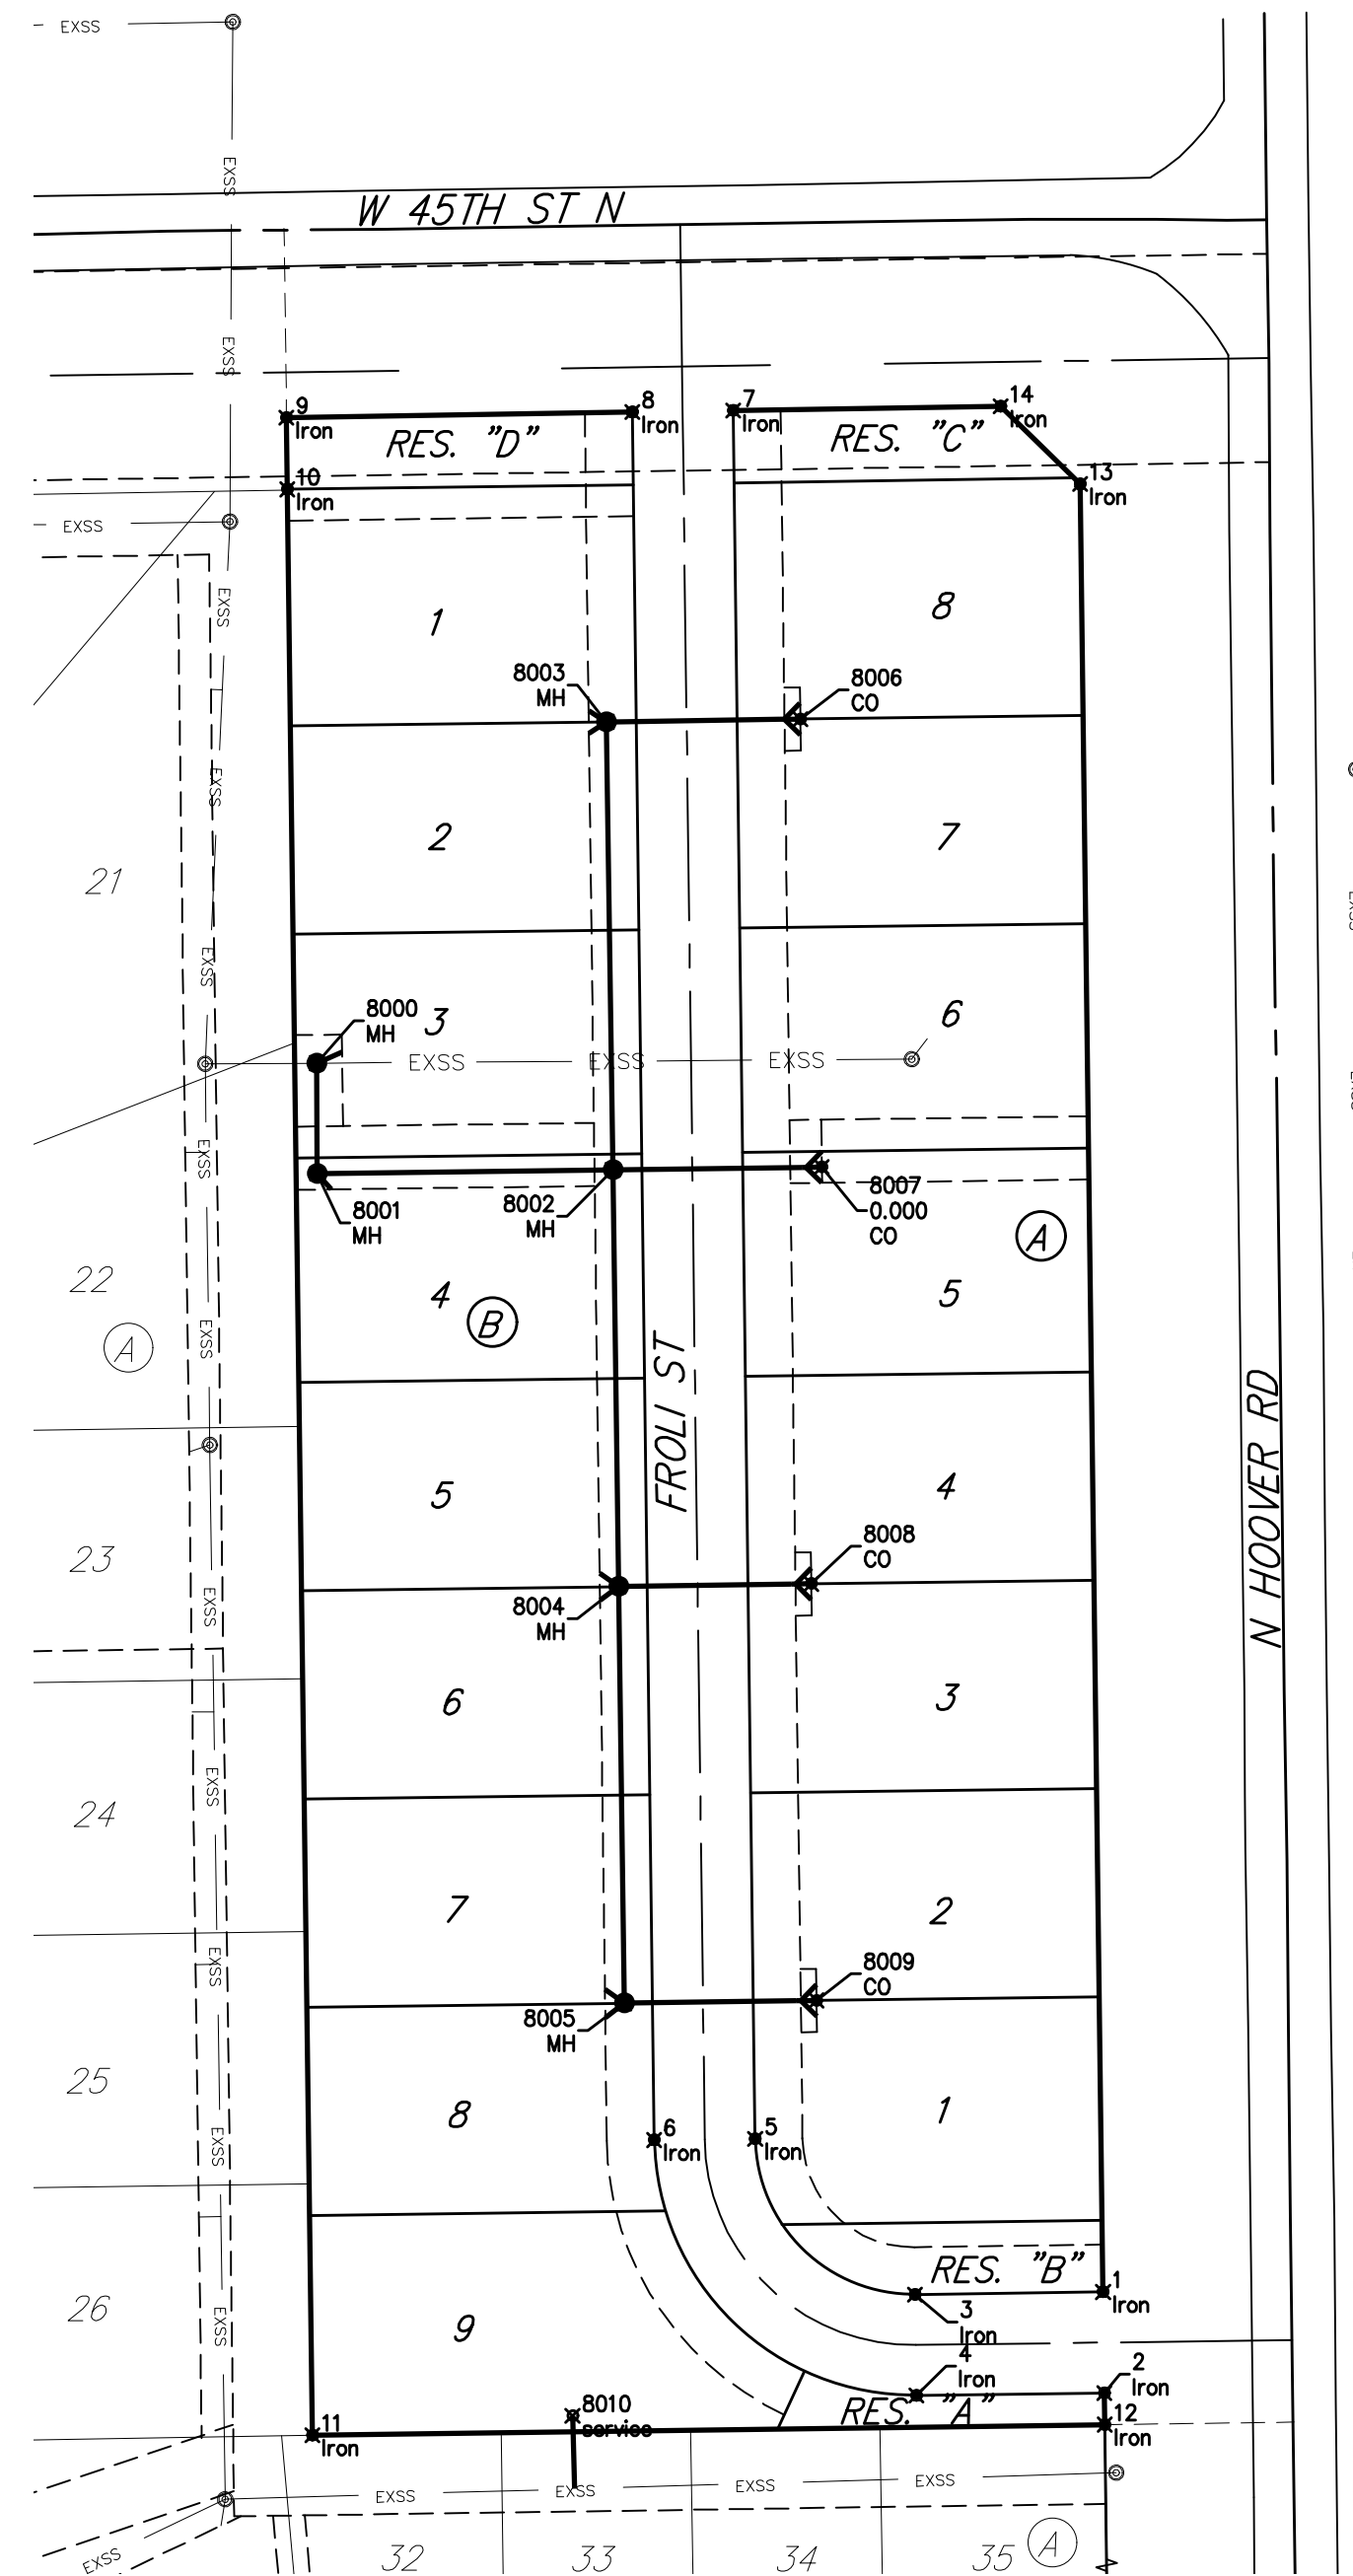 EXSS
EXSS
W 45TH ST N
EXSS
9
Iron
8
Iron
7
Iron
14
Iron
RES. "D"
RES. "C"
10
Iron
13
Iron
EXSS
EXSS
1
8
8003
MH
8006
CO
EXSS
2
7
21
EXSS
EXSS
8000
MH
3
6
EXSS
EXSS
EXSS
EXSS
EXSS
8001
MH
8002
MH
8007
0.000
CO
A
22
4
B
5
A
EXSS
FROLI ST
N HOOVER RD
5
4
23
8008
CO
EXSS
8004
MH
6
3
24
EXSS
7
2
EXSS
8009
CO
8005
MH
25
8
1
EXSS
6
Iron
5
Iron
RES. "B"
1
Iron
26
EXSS
9
3
Iron
4
Iron
2
Iron
8010
service
RES. "A"
12
Iron
11
Iron
EXSS
EXSS
EXSS
EXSS
EXSS
32
33
34
35
A